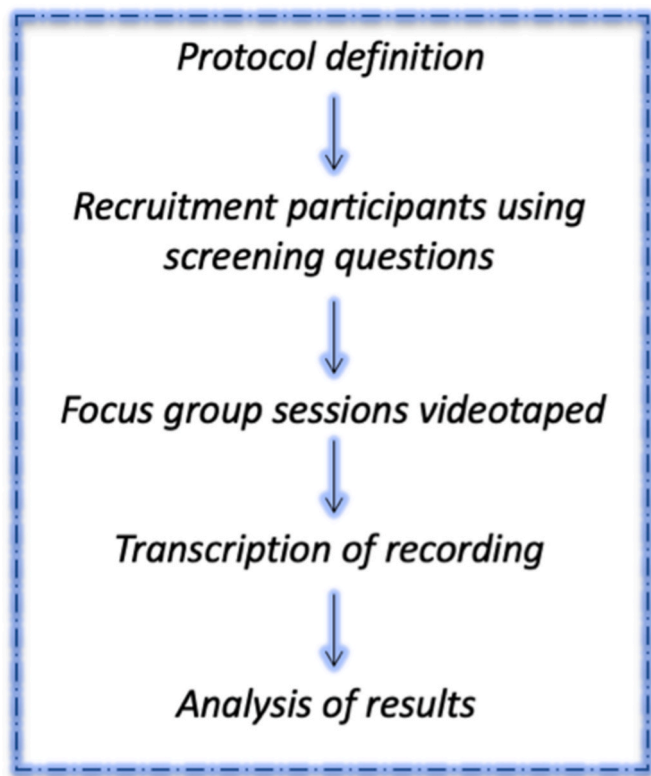 Protocol definition
Recruitment participants using
screening questions
Focus group sessions videotaped
Transcription of recording
Analysis of results